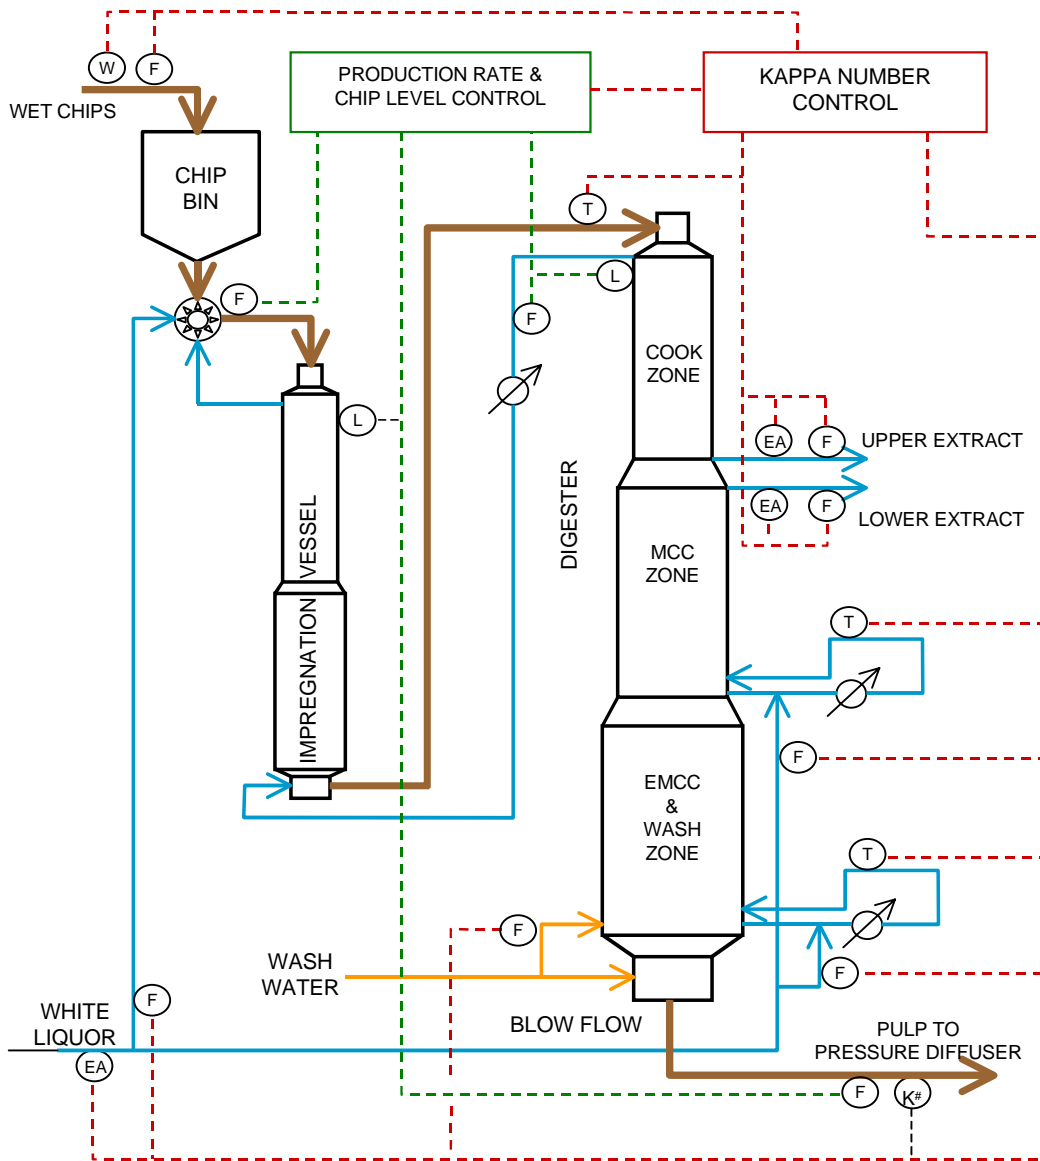 W
F
PRODUCTION RATE &
CHIP LEVEL CONTROL
KAPPA NUMBER
CONTROL
WET CHIPS
CHIP
BIN
T
L
F
F
COOK
ZONE
L
EA
F
UPPER EXTRACT
DIGESTER
EA
F
LOWER EXTRACT
IMPREGNATION VESSEL
MCC
ZONE
T
F
EMCC
&
WASH
ZONE
T
F
WASH
WATER
F
F
WHITE
LIQUOR
EA
BLOW FLOW
PULP TO
PRESSURE DIFFUSER
F
K#